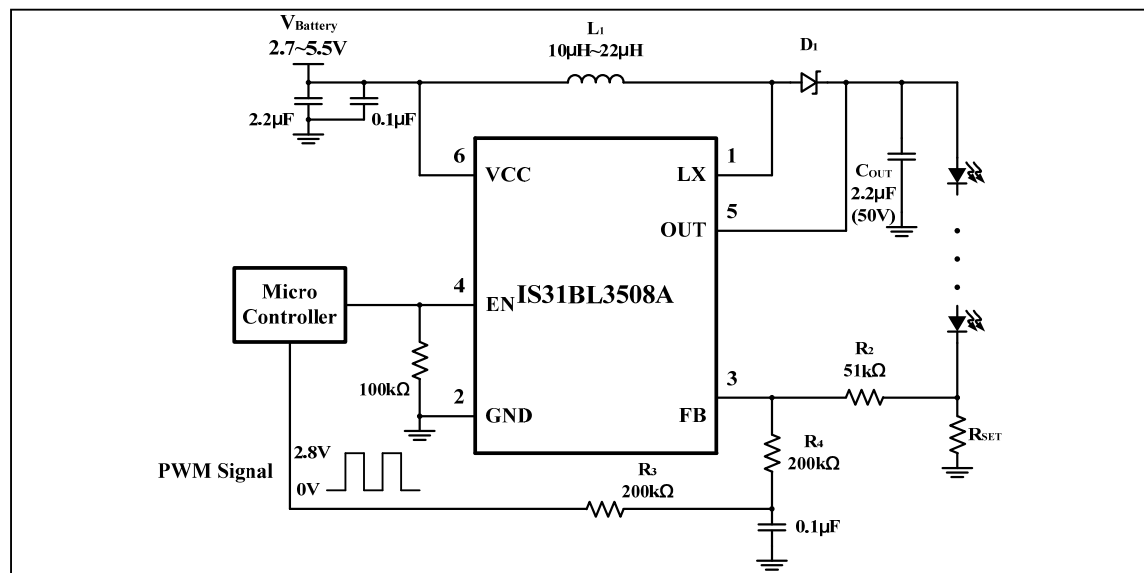 VBattery
2.7~5.5V
L1
10μH~22μH
D1
2.2μF
0.1μF
6
VCC
1
LX
COUT
2.2μF
(50V)
5
OUT
Micro
Controller
4
EN
IS31BL3508A
100kΩ
2
GND
3
FB
R2
51kΩ
RSET
R4
200kΩ
PWM Signal
2.8V
0V
R3
200kΩ
0.1μF